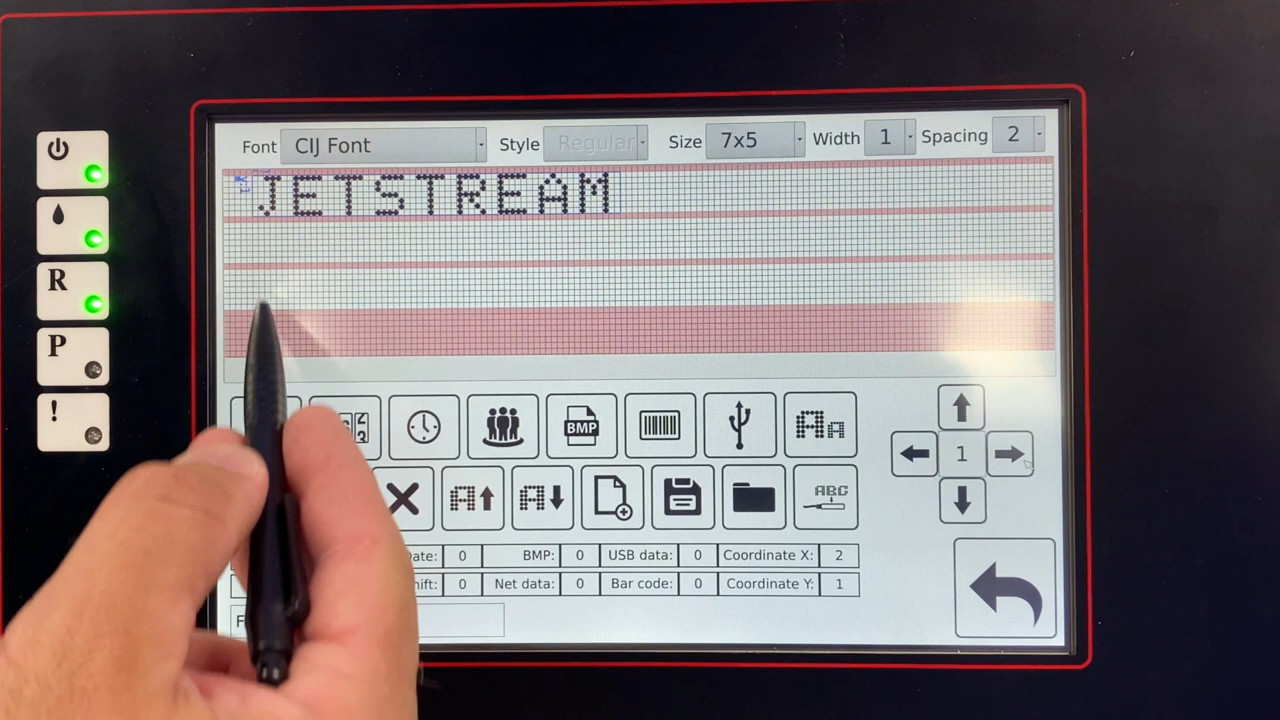 Font CIJ Font Style Regular Size 7x5 Width 1 Spacing 2
JETSTREAM
R
P
!
BMP
Aa
1
A A ABC
Date: 0 BMP: 0 USB data: 0 Coordinate X: 2
0 Net data: 0 Bar code: 0 Coordinate Y: 1